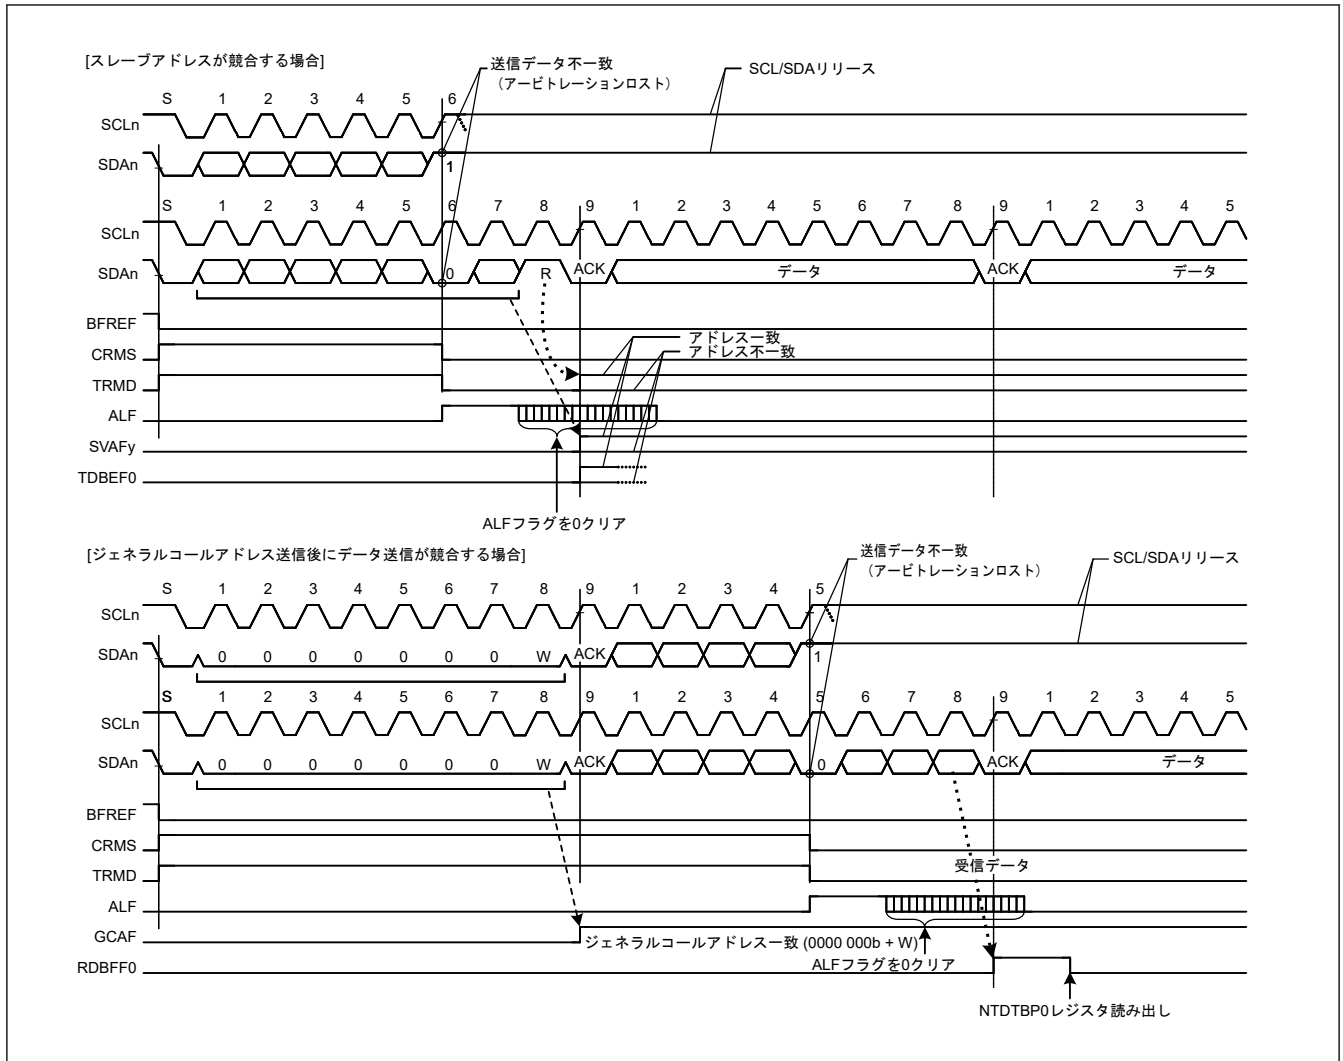 [スレーブアドレスが競合する場合]
送信データ不一致
（アービトレーションロスト）
SCL/SDAリリース
S 1 2 3 4 5 6
SCLn
SDAn
1
S 1 2 3 4 5 6 7 8 9 1 2 3 4 5 6 7 8 9 1 2 3 4 5
SCLn
SDAn
0 R ACK データ ACK データ
BFREF
アドレス一致
CRMS
アドレス不一致
TRMD
ALF
SVAFy
TDBEF0
ALFフラグを0クリア
[ジェネラルコールアドレス送信後にデータ送信が競合する場合]
送信データ不一致
（アービトレーションロスト）
SCL/SDAリリース
S 1 2 3 4 5 6 7 8 9 1 2 3 4 5
SCLn
SDAn
0 0 0 0 0 0 0 W ACK 1
S 1 2 3 4 5 6 7 8 9 1 2 3 4 5 6 7 8 9 1 2 3 4 5
SCLn
SDAn
0 0 0 0 0 0 0 W ACK 0 ACK データ
BFREF
CRMS
TRMD
受信データ
ALF
GCAF
ジェネラルコールアドレス一致 (0000 000b + W)
ALFフラグを0クリア
RDBFF0
NTDTBP0レジスタ読み出し